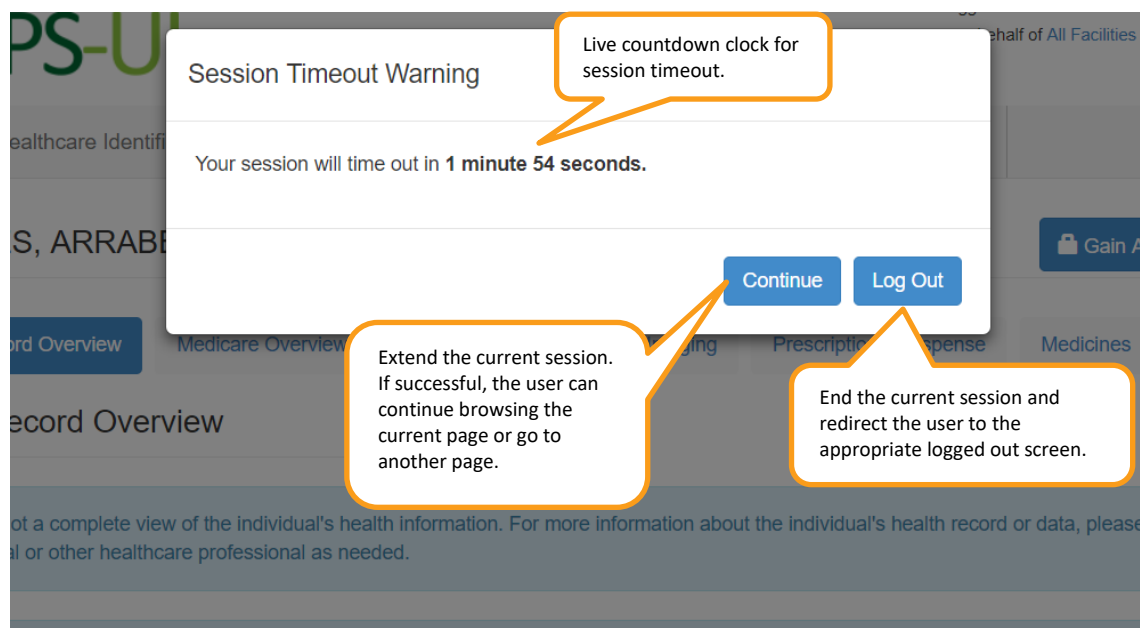 PS-UI
ehalf of All Facilities
Live countdown clock for
session timeout.
Session Timeout Warning
ealthcare Identifi
Your session will time out in 1 minute 54 seconds.
S, ARRABE
Gain A
Continue
Log Out
ord Overview
Medicare Overview
ging
Medicines
Extend the current session.
If successful, the user can
continue browsing the
current page or go to
another page.
End the current session and
redirect the user to the
appropriate logged out screen.
ecord Overview
ot a complete view of the individual's health information. For more information about the individual's health record or data, please
al or other healthcare professional as needed.